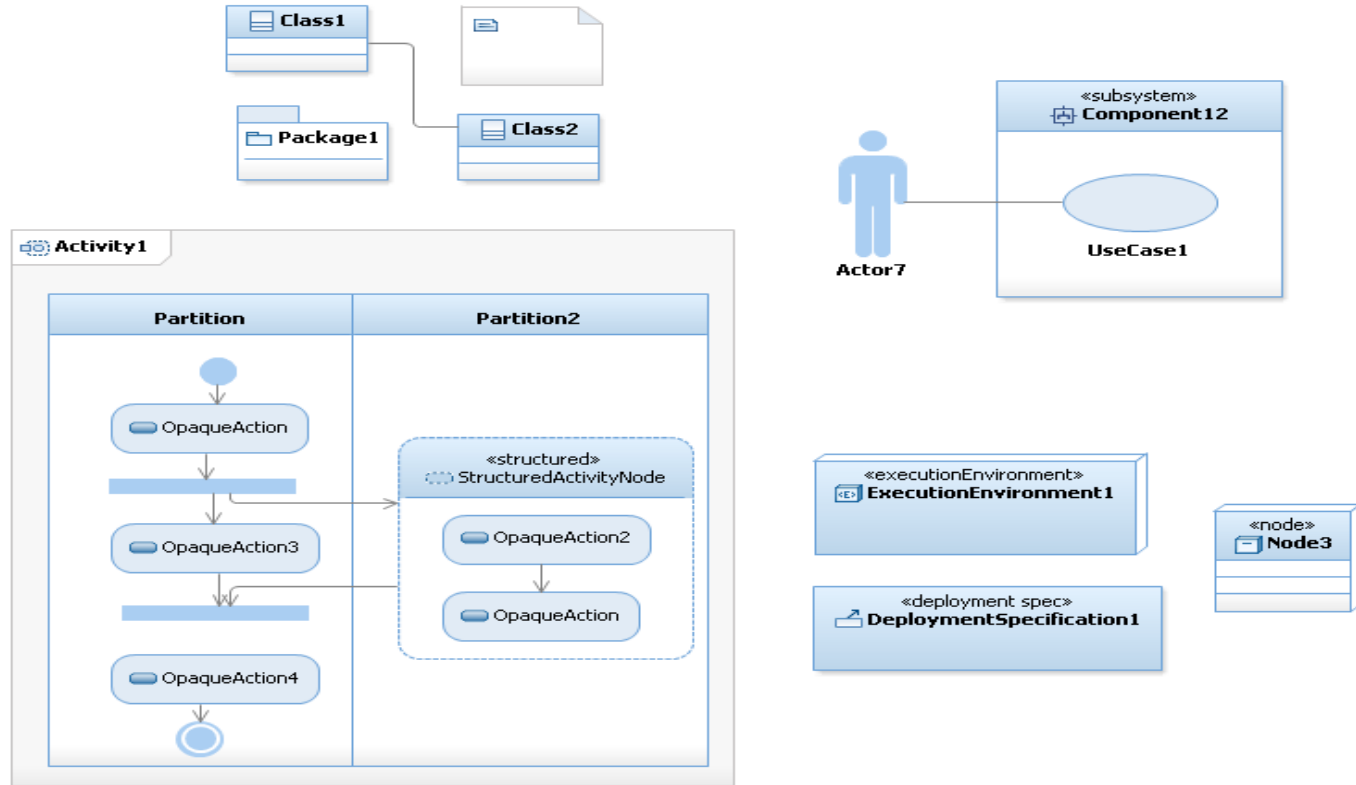 Class1
Package1
Class2
«subsystem»
Component12
UseCase1
Actor7
Activity1
Partition
Partition2
OpaqueAction
«structured»
StructuredActivityNode
OpaqueAction3
OpaqueAction2
OpaqueAction
OpaqueAction4
«executionEnvironment»
<E> ExecutionEnvironment1
«node»
Node3
«deployment spec»
DeploymentSpecification1